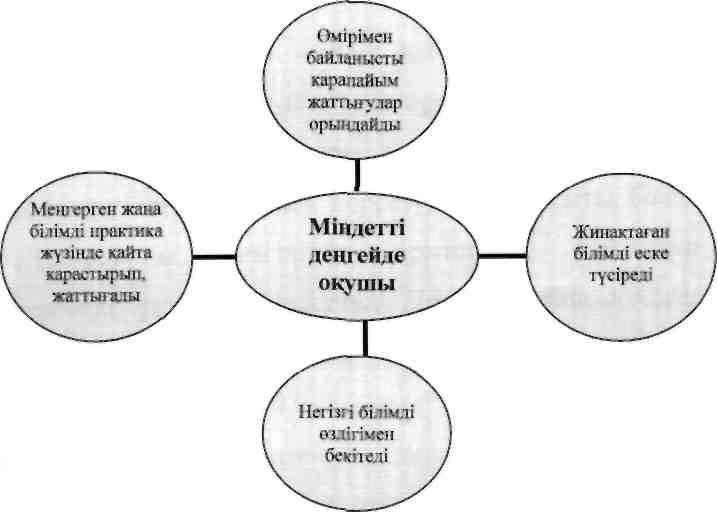 Өмірімен
байланысты
қарапайым
жаттығулар
орындайды
Меңгерген жаңа
білімді практика
жүзінде қайта
қарастырып,
жаттығады
Міндетті
деңгейде
оқушы
Жинақтаған
білімді еске
түсіреді
Негізгі білімді
өздігімен
бекітеді